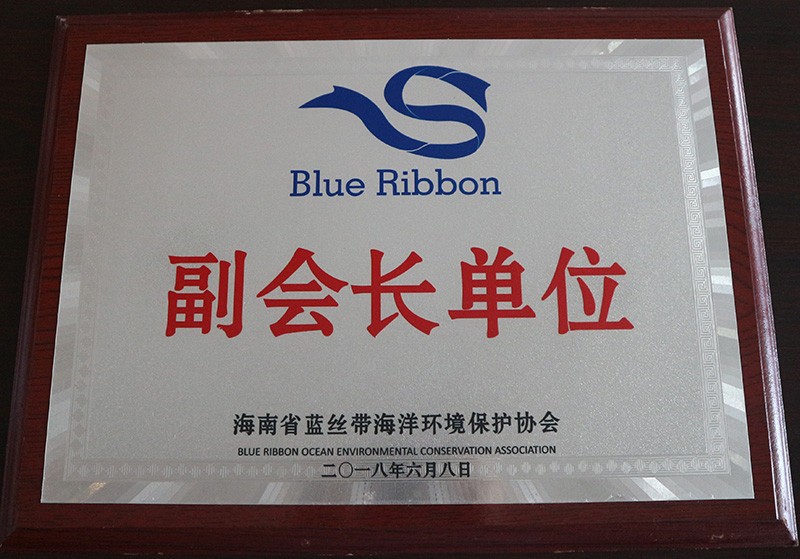 Blue Ribbon
副会长单位
海南省蓝丝带海洋环境保护协会
BLUE RIBBON OCEAN ENVIRONMENTAL CONSERVATION ASSOCIATION
二〇一八年六月八日